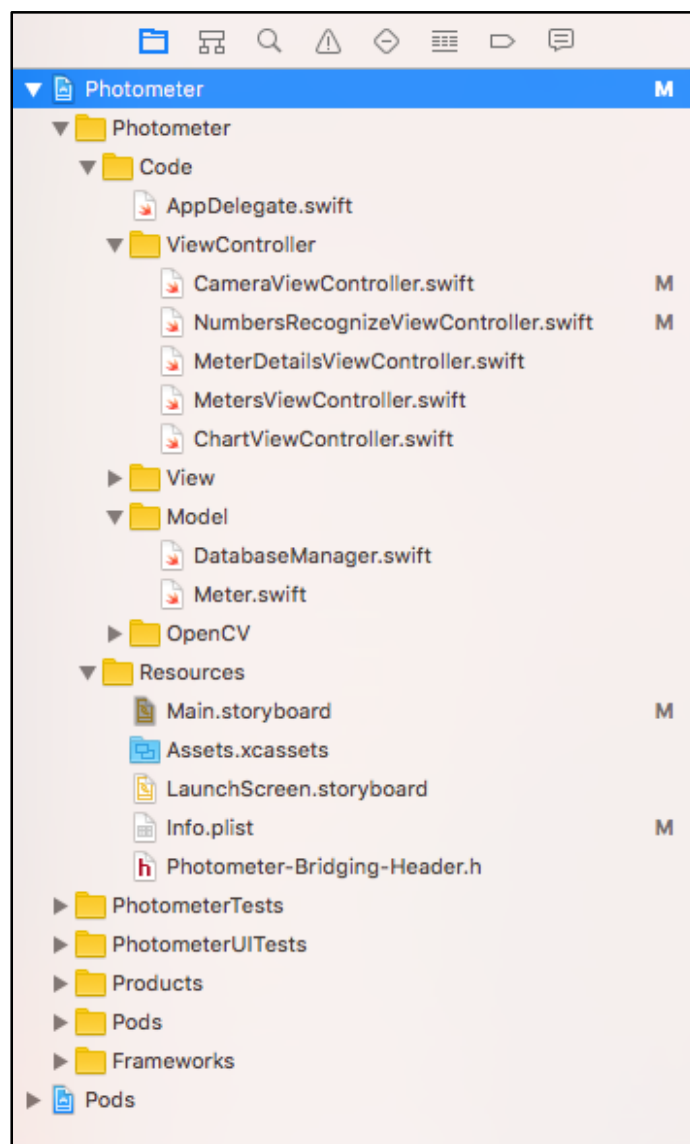 Photometer M
Photometer
Code
AppDelegate.swift
ViewController
CameraViewController.swift M
NumbersRecognizeViewController.swift M
MeterDetailsViewController.swift
MetersViewController.swift
ChartViewController.swift
View
Model
DatabaseManager.swift
Meter.swift
OpenCV
Resources
Main.storyboard M
Assets.xcassets
LaunchScreen.storyboard
Info.plist M
h Photometer-Bridging-Header.h
PhotometerTests
PhotometerUITests
Products
Pods
Frameworks
Pods